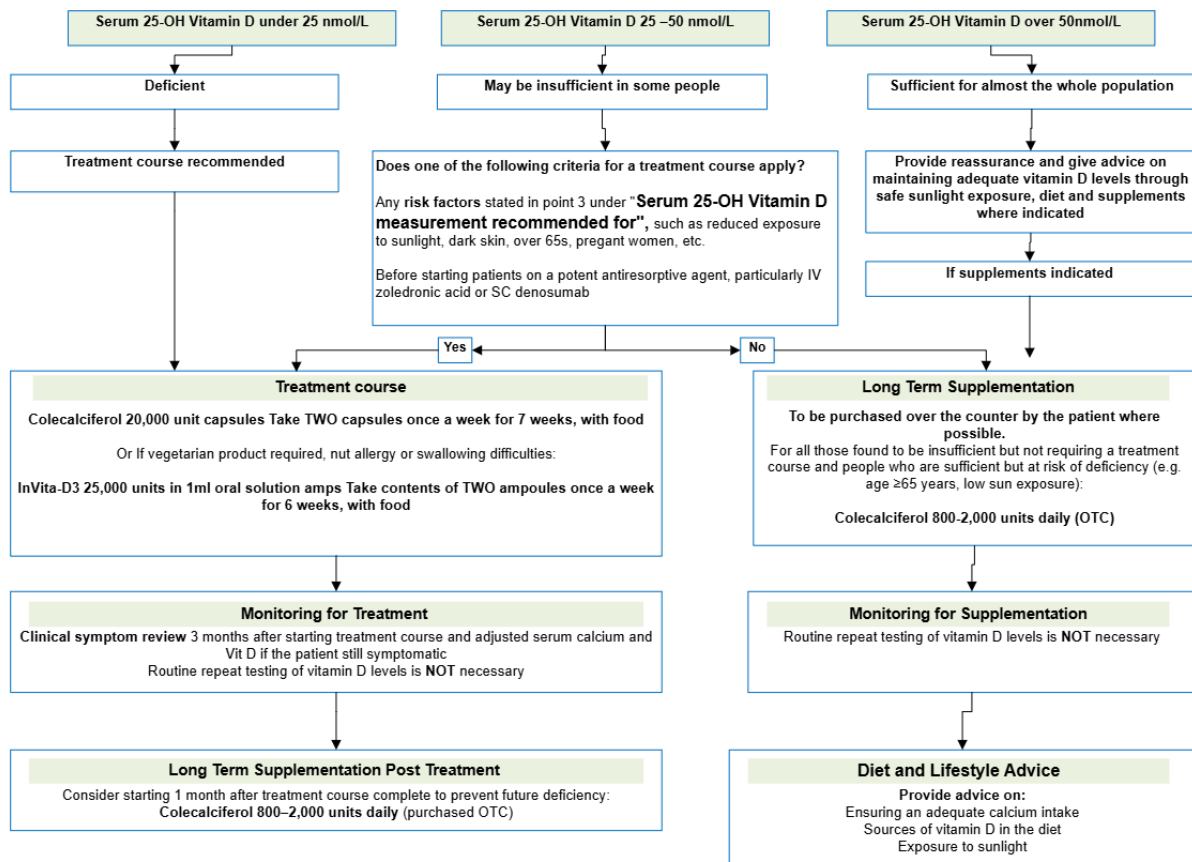 Serum 25-OH Vitamin D under 25 nmol/L
Serum 25-OH Vitamin D 25 –50 nmol/L
Serum 25-OH Vitamin D over 50nmol/L
Deficient
May be insufficient in some people
Sufficient for almost the whole population
Treatment course recommended
Does one of the following criteria for a treatment course apply?
Any risk factors stated in point 3 under "Serum 25-OH Vitamin D
measurement recommended for", such as reduced exposure
to sunlight, dark skin, over 65s, pregant women, etc.
Before starting patients on a potent antiresorptive agent, particularly IV
zoledronic acid or SC denosumab
Provide reassurance and give advice on
maintaining adequate vitamin D levels through
safe sunlight exposure, diet and supplements
where indicated
If supplements indicated
Yes
No
Treatment course
Colecalciferol 20,000 unit capsules Take TWO capsules once a week for 7 weeks, with food
Or If vegetarian product required, nut allergy or swallowing difficulties:
InVita-D3 25,000 units in 1ml oral solution amps Take contents of TWO ampoules once a week
for 6 weeks, with food
Long Term Supplementation
To be purchased over the counter by the patient where
possible.
For all those found to be insufficient but not requiring a treatment
course and people who are sufficient but at risk of deficiency (e.g.
age ≥65 years, low sun exposure):
Colecalciferol 800-2,000 units daily (OTC)
Monitoring for Treatment
Clinical symptom review 3 months after starting treatment course and adjusted serum calcium and
Vit D if the patient still symptomatic
Routine repeat testing of vitamin D levels is NOT necessary
Monitoring for Supplementation
Routine repeat testing of vitamin D levels is NOT necessary
Long Term Supplementation Post Treatment
Consider starting 1 month after treatment course complete to prevent future deficiency:
Colecalciferol 800–2,000 units daily (purchased OTC)
Diet and Lifestyle Advice
Provide advice on:
Ensuring an adequate calcium intake
Sources of vitamin D in the diet
Exposure to sunlight